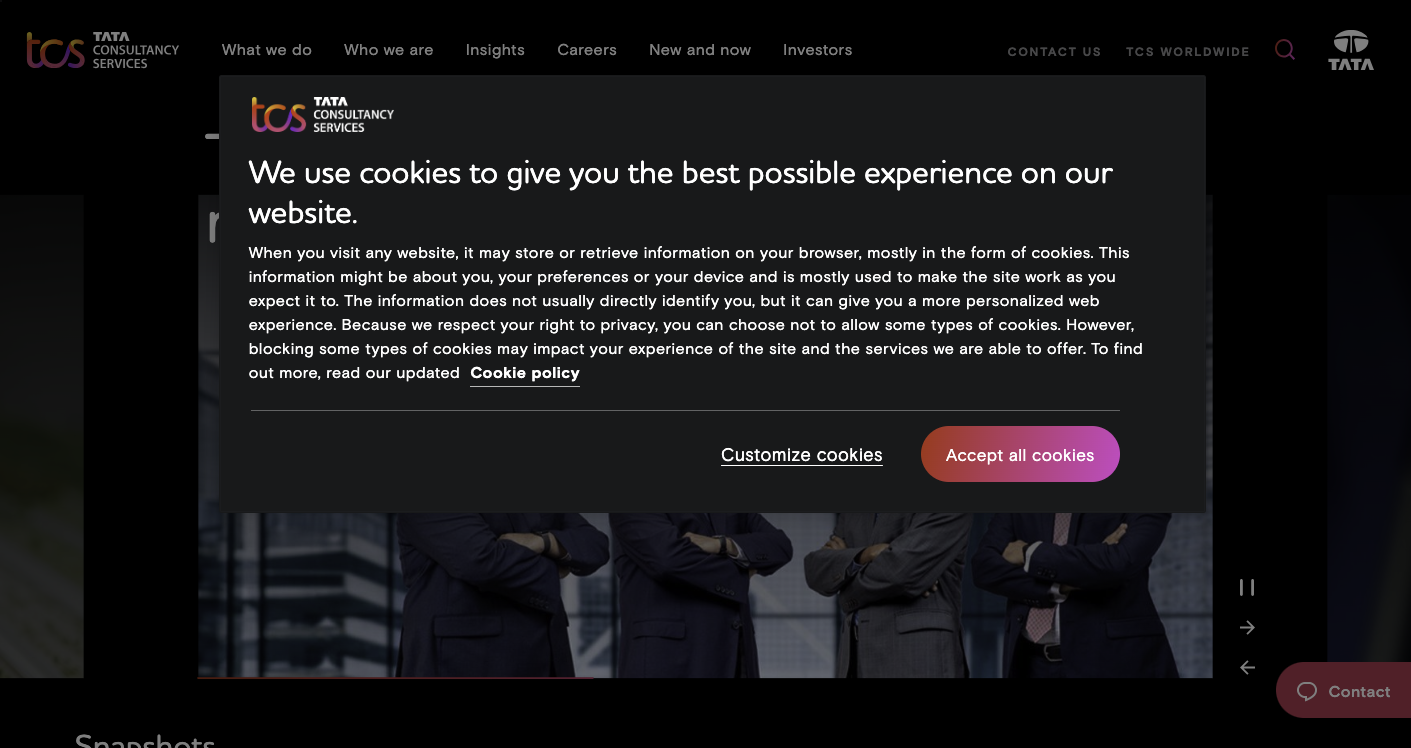 tcs TATA CONSULTANCY SERVICES
What we do Who we are Insights Careers New and now Investors
CONTACT US TCS WORLDWIDE
TATA
tcs TATA CONSULTANCY SERVICES
We use cookies to give you the best possible experience on our
website.
When you visit any website, it may store or retrieve information on your browser, mostly in the form of cookies. This
information might be about you, your preferences or your device and is mostly used to make the site work as you
expect it to. The information does not usually directly identify you, but it can give you a more personalized web
experience. Because we respect your right to privacy, you can choose not to allow some types of cookies. However,
blocking some types of cookies may impact your experience of the site and the services we are able to offer. To find
out more, read our updated Cookie policy
Customize cookies Accept all cookies
Contact
Snapshots